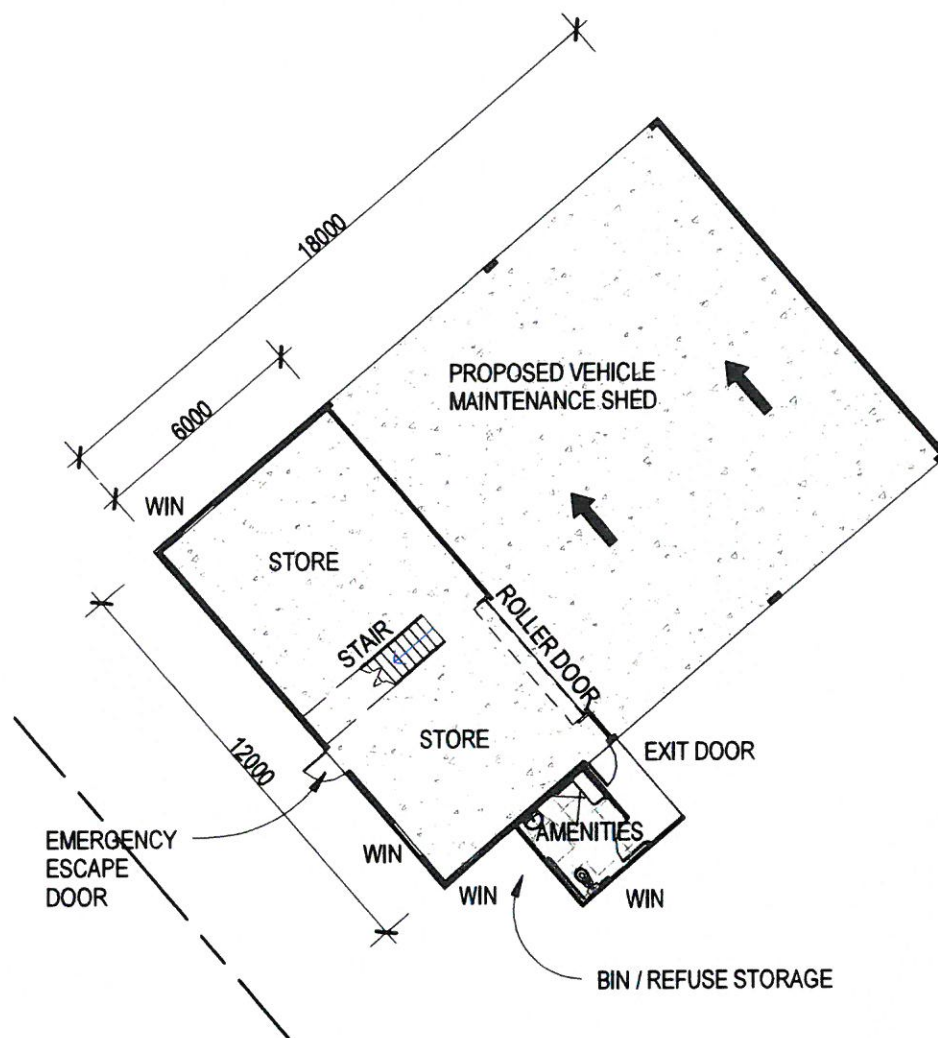 18000
6000
PROPOSED VEHICLE
MAINTENANCE SHED
WIN
STORE
ROLLER DOOR
STAIR
STORE
EXIT DOOR
12000
AMENITIES
EMERGENCY
ESCAPE
DOOR
WIN
WIN
WIN
BIN / REFUSE STORAGE